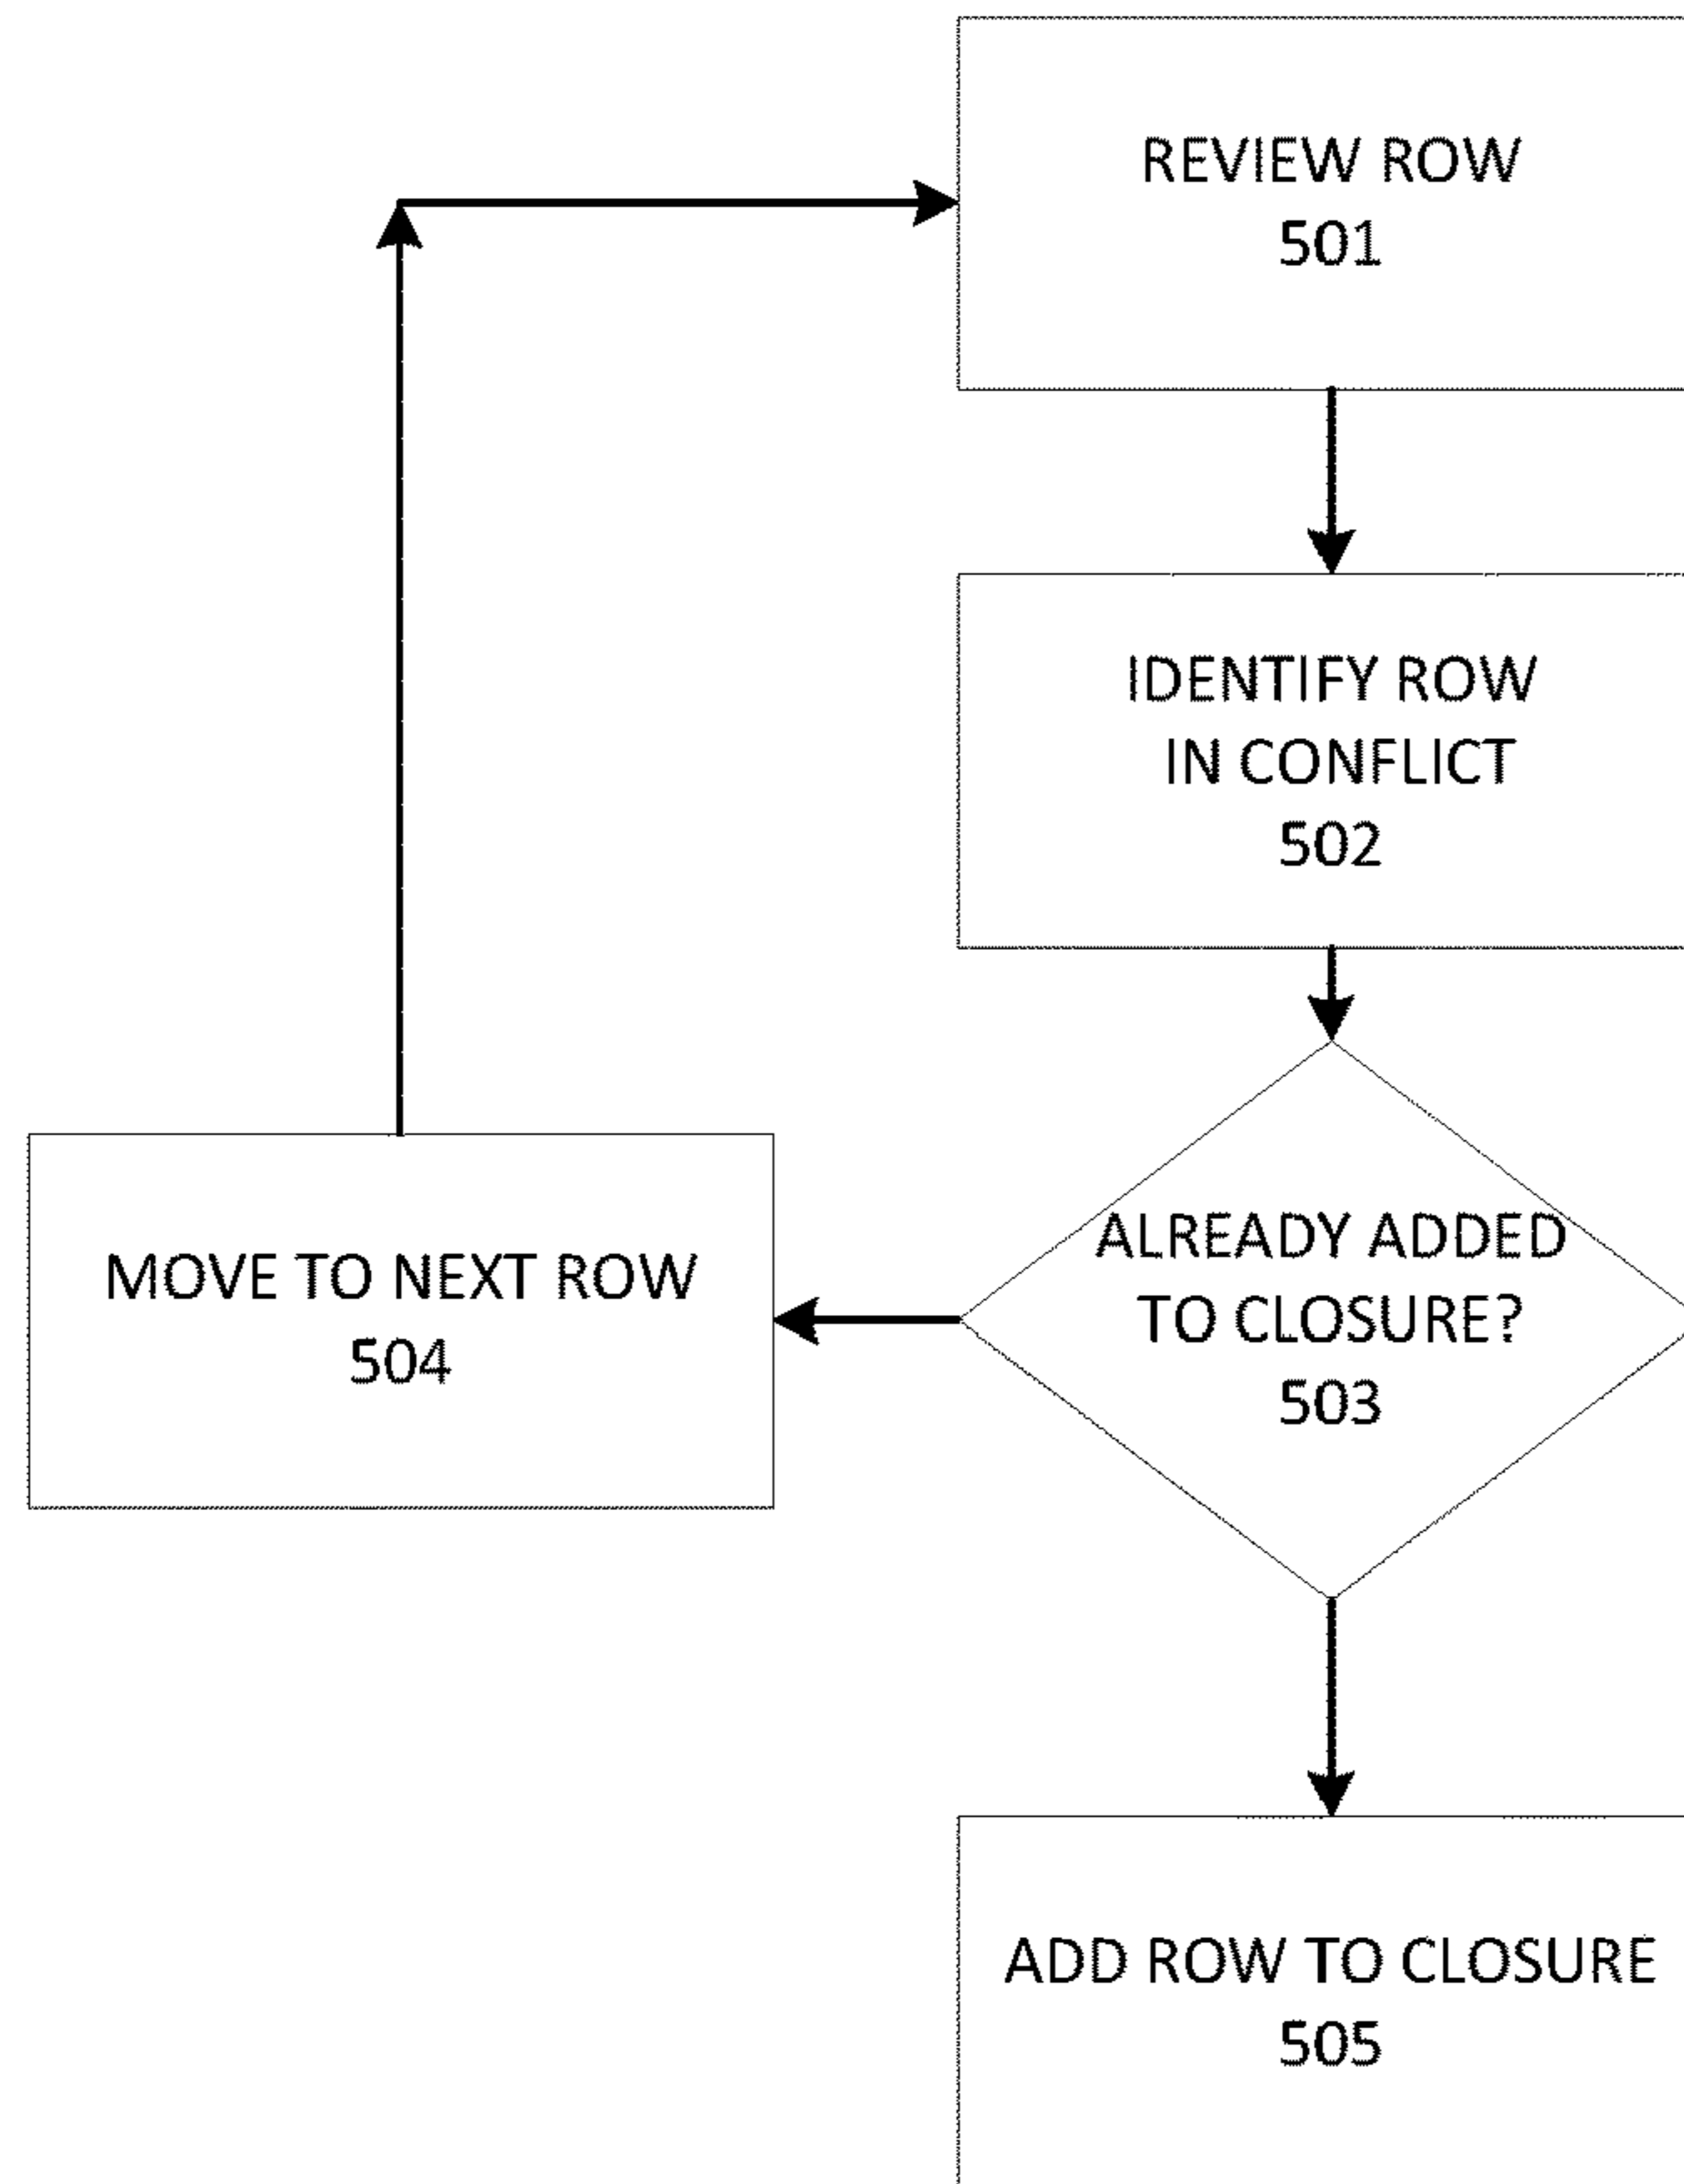 REVIEW ROW
501
IDENTIFY ROW
IN CONFLICT
502
ALREADY ADDED
TO CLOSURE?
503
MOVE TO NEXT ROW
504
ADD ROW TO CLOSURE
505